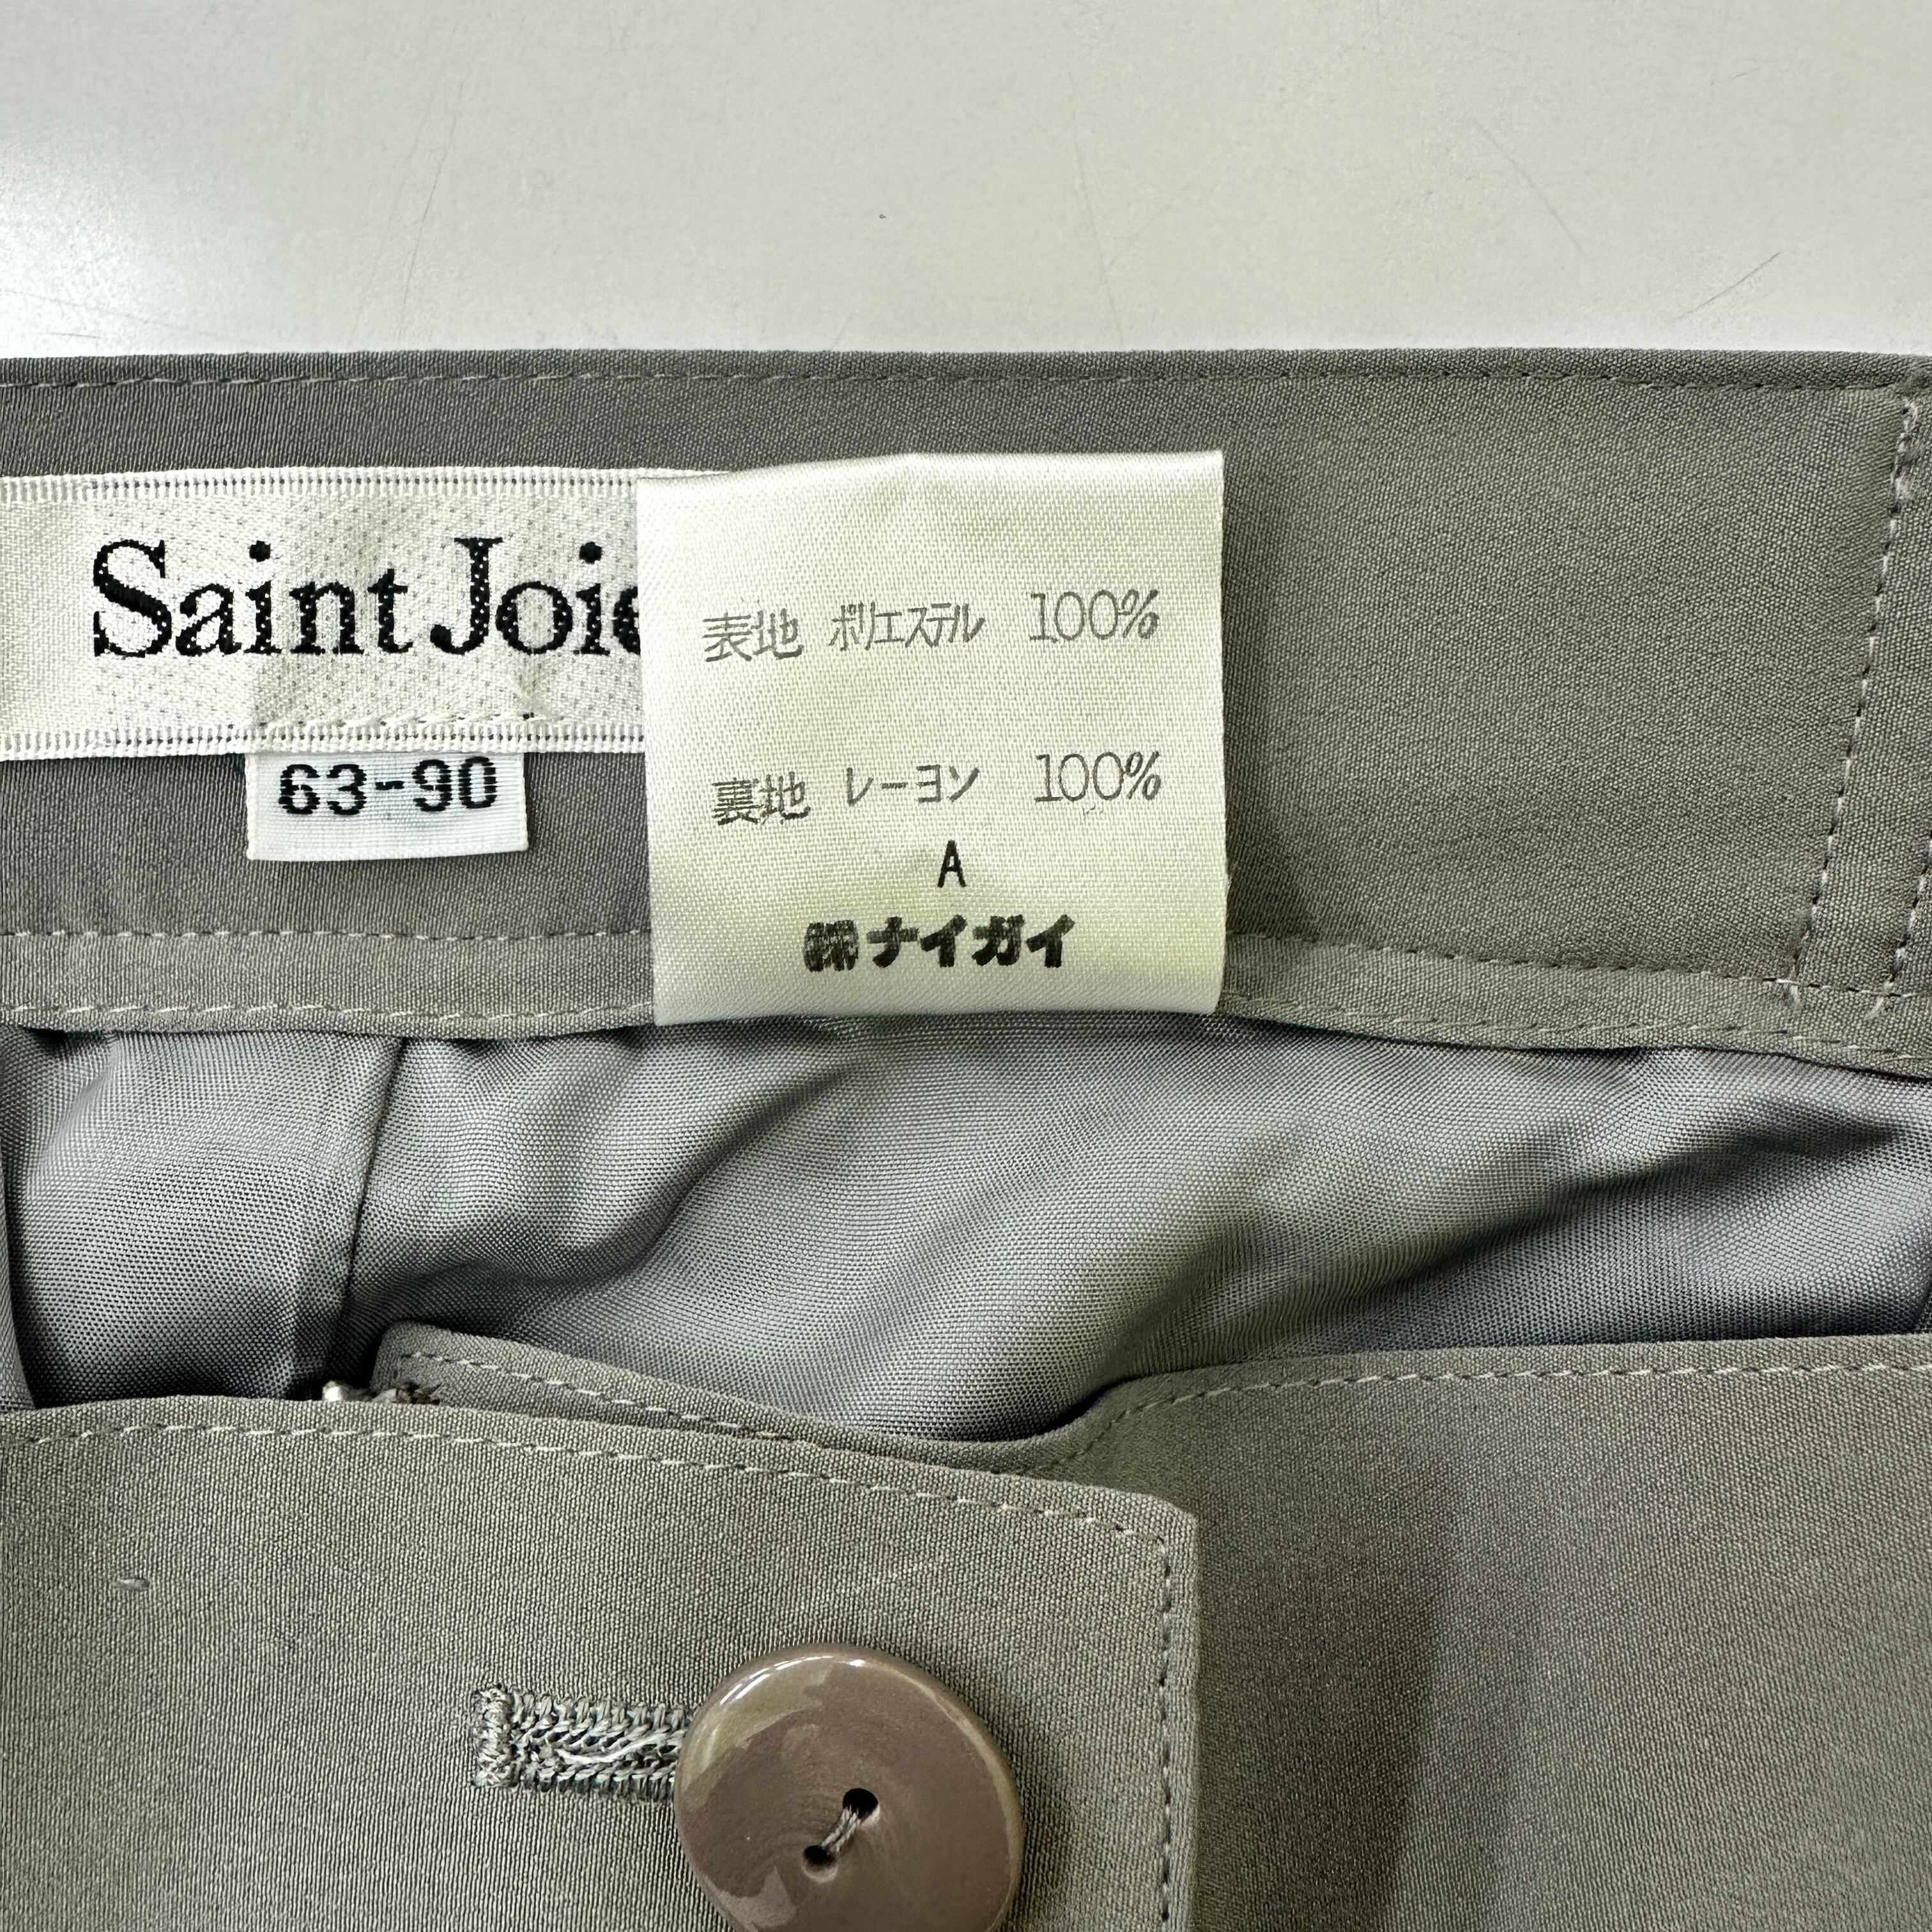 Saint Joie
63-90
表地 ポリエステル 100%
裏地 レーヨン 100%
A
㈱ナイガイ